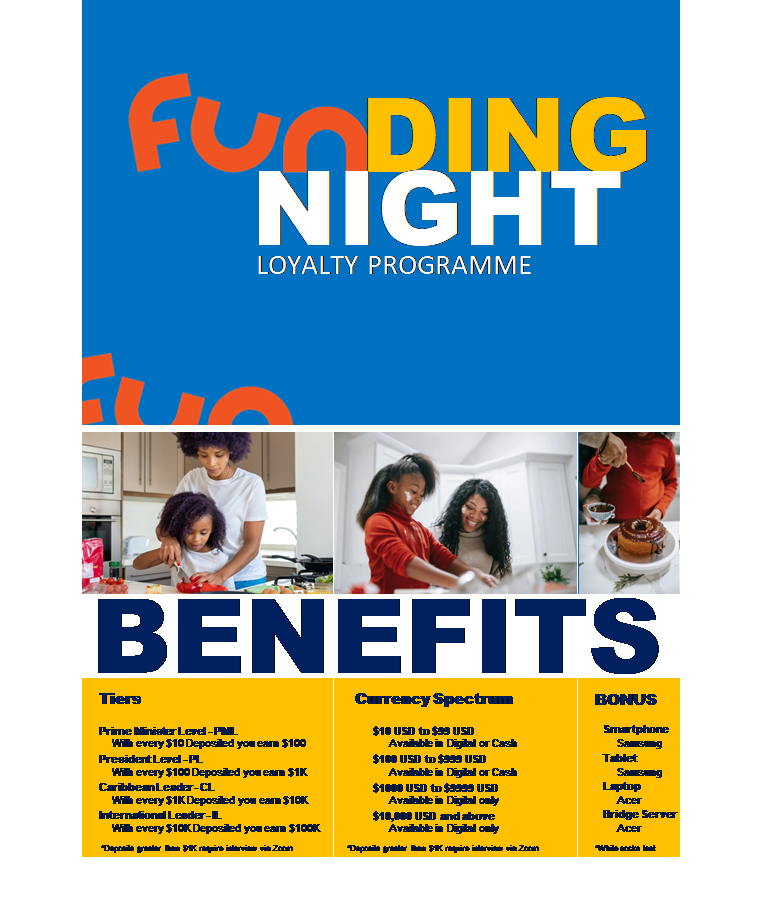 fun DING
NIGHT
LOYALTY PROGRAMME
fun
BENEFITS
Tiers
Prime Minister Level - PML
With every $10 Deposited you earn $100
President Level - PL
With every $100 Deposited you earn $1K
Caribbean Leader - CL
With every $1K Deposited you earn $10K
International Leader - IL
With every $10K Deposited you earn $100K
*Deposits greater than $1K require interview via Zoom
Currency Spectrum
$10 USD to $99 USD
Available in Digital or Cash
$100 USD to $999 USD
Available in Digital or Cash
$1000 USD to $9999 USD
Available in Digital only
$10,000 USD and above
Available in Digital only
*Deposits greater than $1K require interview via Zoom
BONUS
Smartphone
Samsung
Tablet
Samsung
Laptop
Acer
Bridge Server
Acer
*While stocks last